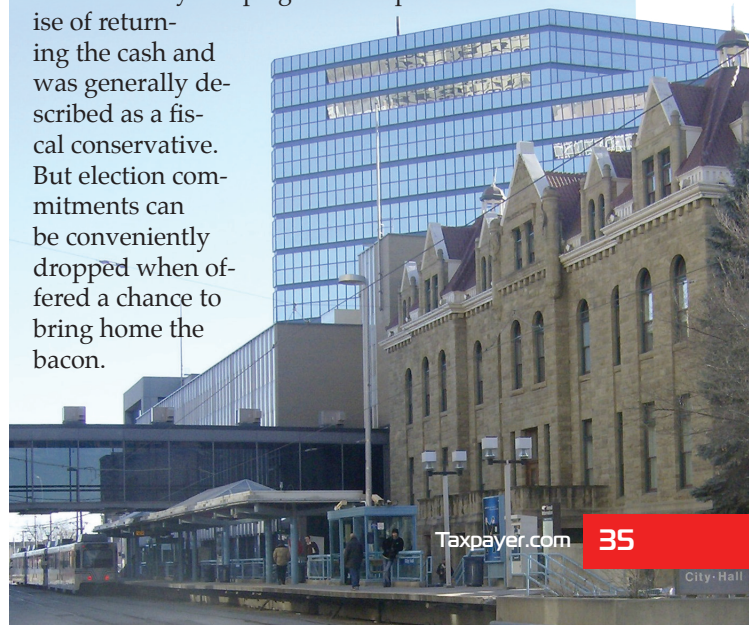 ise of return-
ing the cash and
was generally de-
scribed as a fis-
cal conservative.
But election com-
mitments can
be conveniently
dropped when of-
fered a chance to
bring home the
bacon.
Taxpayer.com 35
City-Hall